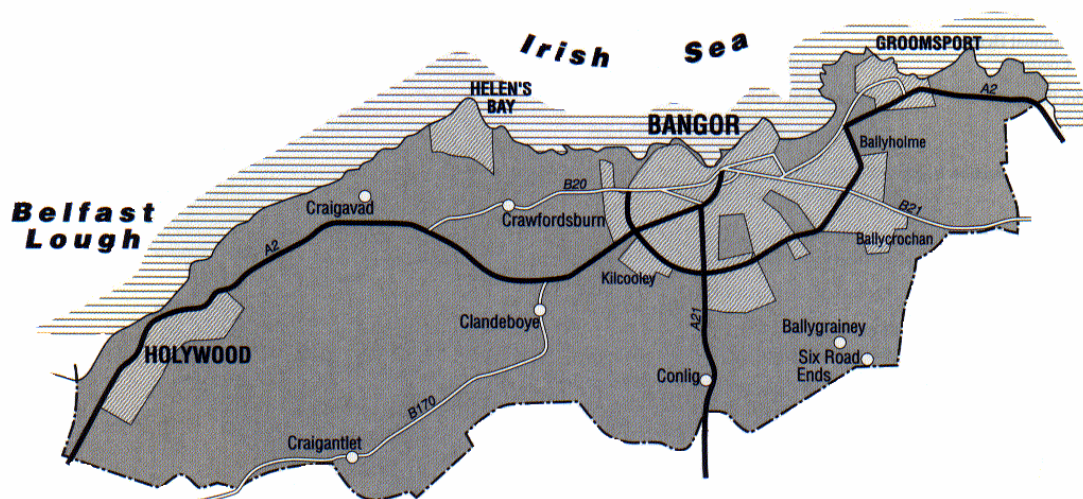 Irish Sea
GROOMSPORT
HELEN'S
BAY
A2
BANGOR
Ballyholme
B20
Craigavad
Crawfordsburn
B21
Belfast
Lough
A2
Ballycrochan
Kilcooley
Clandeboye
A21
Ballygrainey
HOLYWOOD
Six Road
Ends
Conlig
B170
Craigantlet